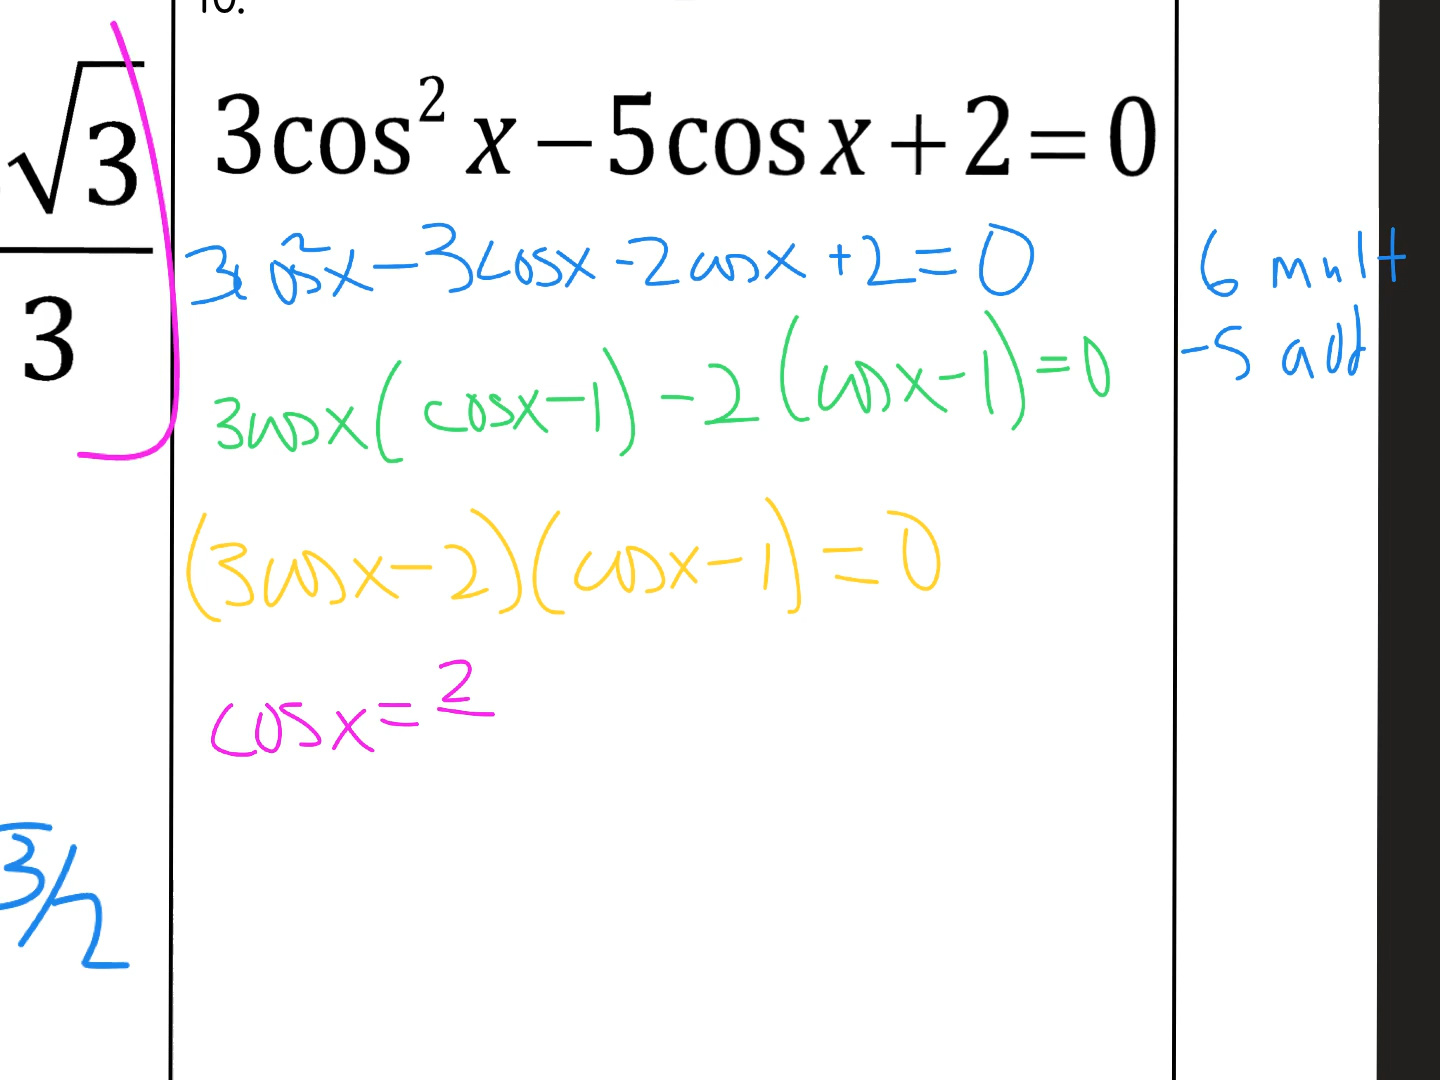 10.
√3
3
3cos² x − 5cos x + 2 = 0
3cos²x − 3cosx − 2cosx + 2 = 0
6 mult
−5 add
3cosx(cosx−1) − 2(cosx−1) = 0
(3cosx−2)(cosx−1) = 0
cosx = 2
3/2